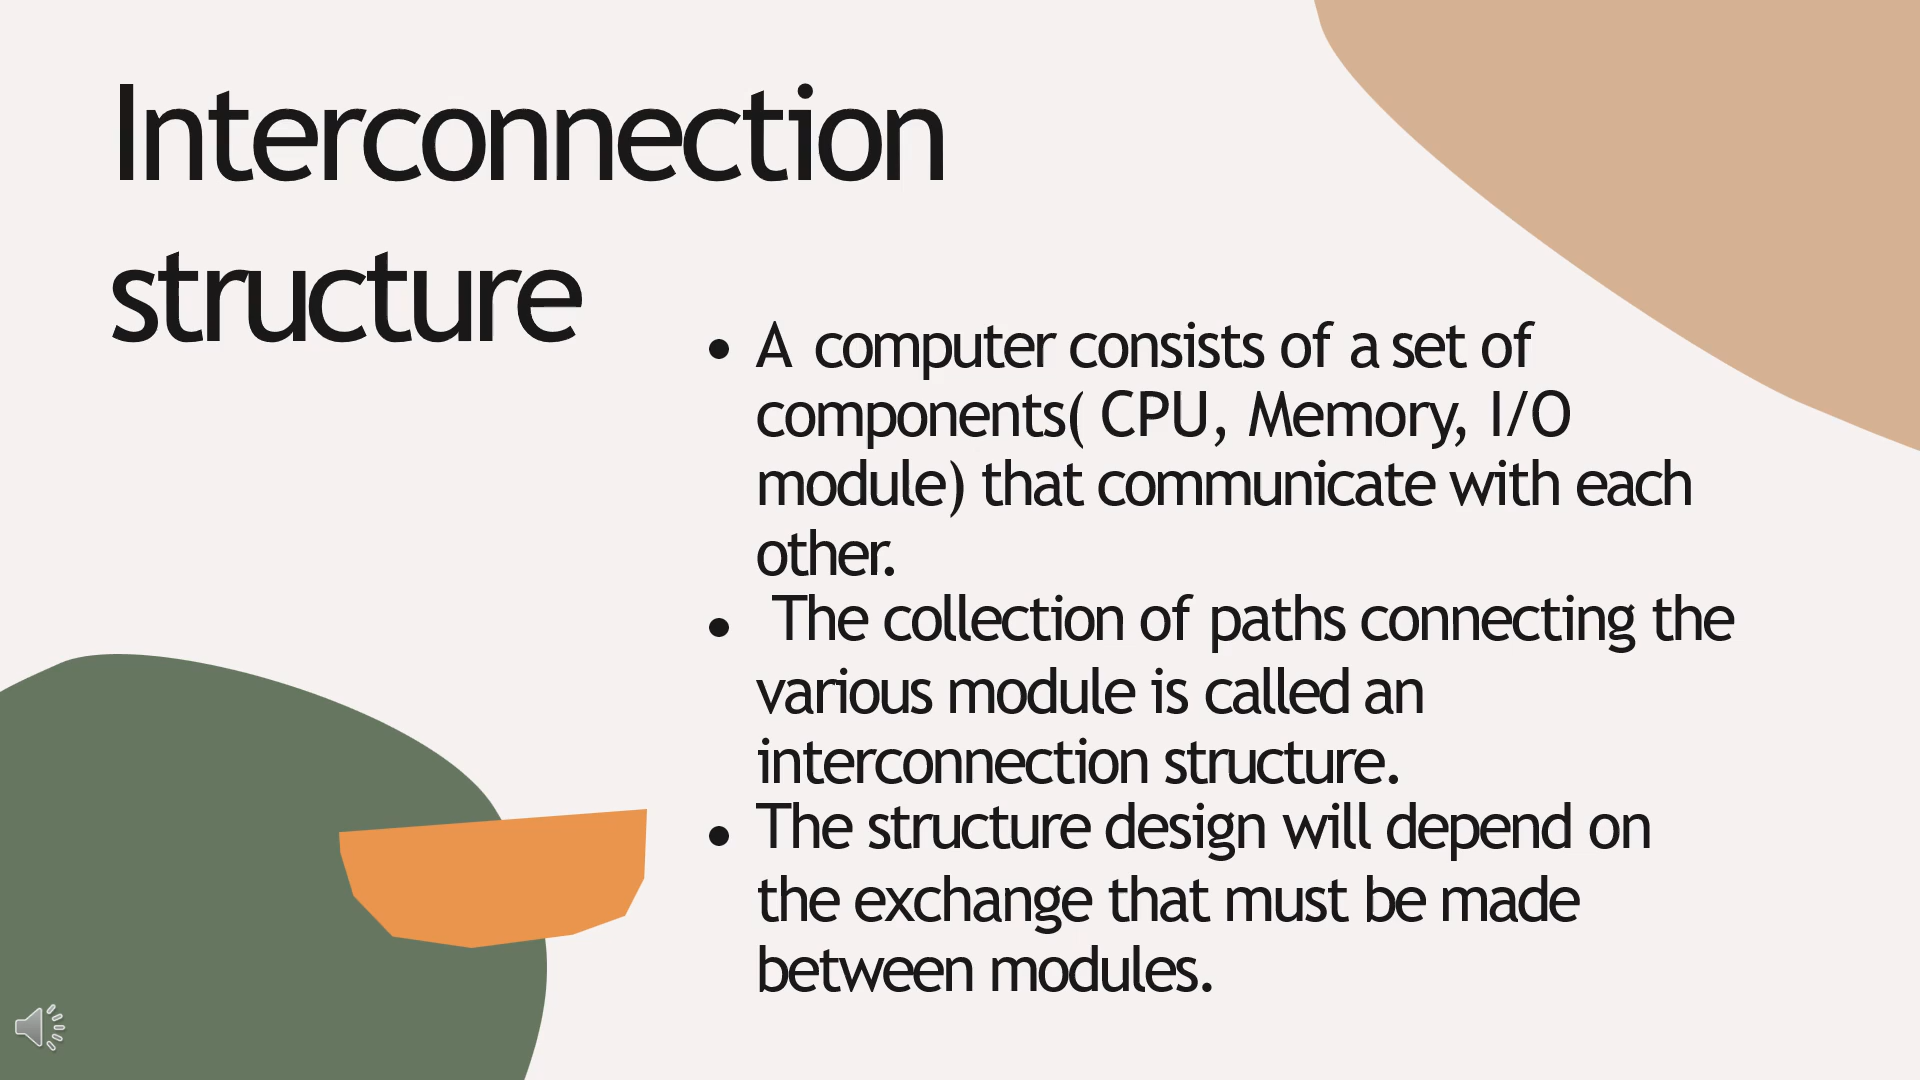 Interconnection
structure
• A computer consists of a set of
components( CPU, Memory, I/O
module) that communicate with each
other.
• The collection of paths connecting the
various module is called an
interconnection structure.
• The structure design will depend on
the exchange that must be made
between modules.